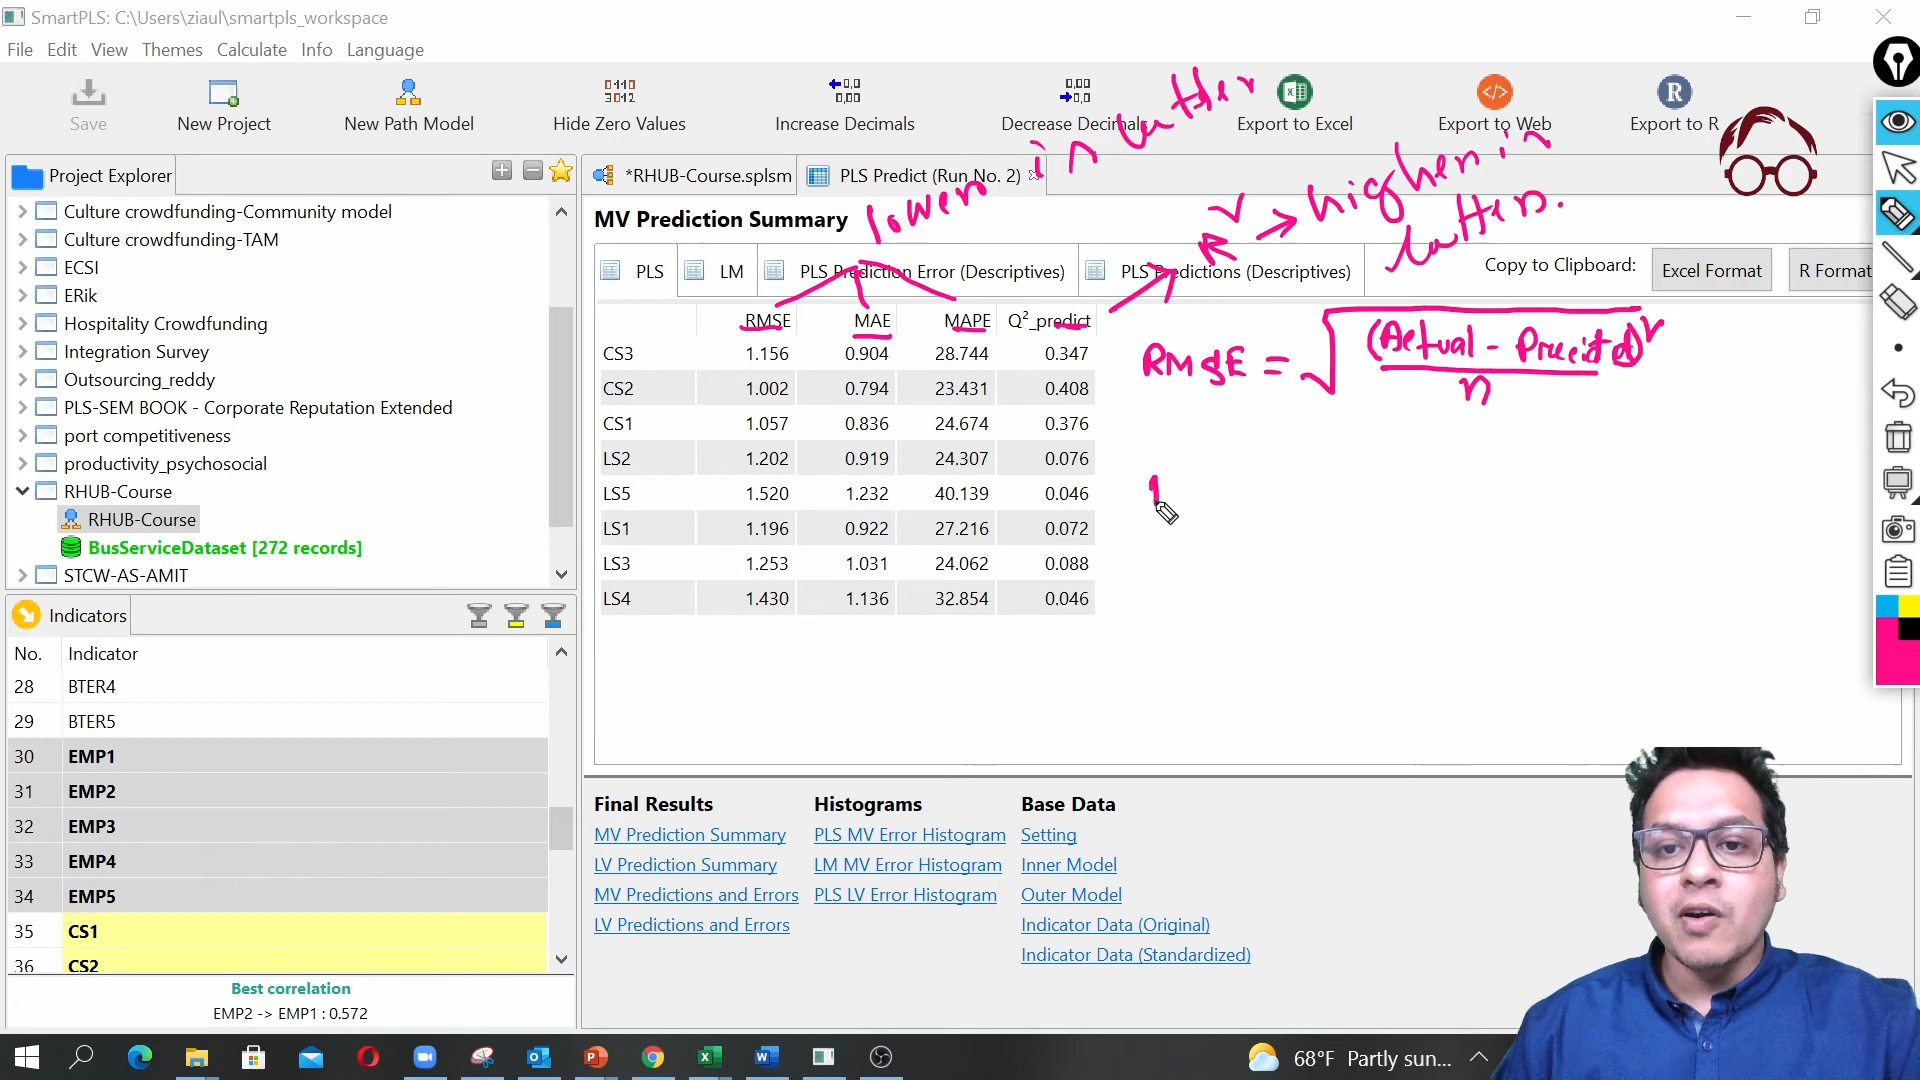 SmartPLS: C:\Users\ziaul\smartpls_workspace
File Edit View Themes Calculate Info Language
Save
New Project
New Path Model
Hide Zero Values
Increase Decimals
Decrease Decimals
Export to Excel
Export to Web
Export to R
Project Explorer
Culture crowdfunding-Community model
Culture crowdfunding-TAM
ECSI
ERik
Hospitality Crowdfunding
Integration Survey
Outsourcing_reddy
PLS-SEM BOOK - Corporate Reputation Extended
port competitiveness
productivity_psychosocial
RHUB-Course
RHUB-Course
BusServiceDataset [272 records]
STCW-AS-AMIT
Indicators
No. Indicator
28 BTER4
29 BTER5
30 EMP1
31 EMP2
32 EMP3
33 EMP4
34 EMP5
35 CS1
36 CS2
Best correlation
EMP2 -> EMP1 : 0.572
*RHUB-Course.splsm
PLS Predict (Run No. 2)
MV Prediction Summary
lower is better
R² → higher is
better.
PLS LM PLS Prediction Error (Descriptives) PLS Predictions (Descriptives)
Copy to Clipboard: Excel Format R Format
RMSE MAE MAPE Q²_predict
CS3 1.156 0.904 28.744 0.347
CS2 1.002 0.794 23.431 0.408
CS1 1.057 0.836 24.674 0.376
LS2 1.202 0.919 24.307 0.076
LS5 1.520 1.232 40.139 0.046
LS1 1.196 0.922 27.216 0.072
LS3 1.253 1.031 24.062 0.088
LS4 1.430 1.136 32.854 0.046
RMSE = √(Actual - Predicted)²
n
Final Results Histograms Base Data
MV Prediction Summary PLS MV Error Histogram Setting
LV Prediction Summary LM MV Error Histogram Inner Model
MV Predictions and Errors PLS LV Error Histogram Outer Model
LV Predictions and Errors Indicator Data (Original)
Indicator Data (Standardized)
68°F Partly sun...